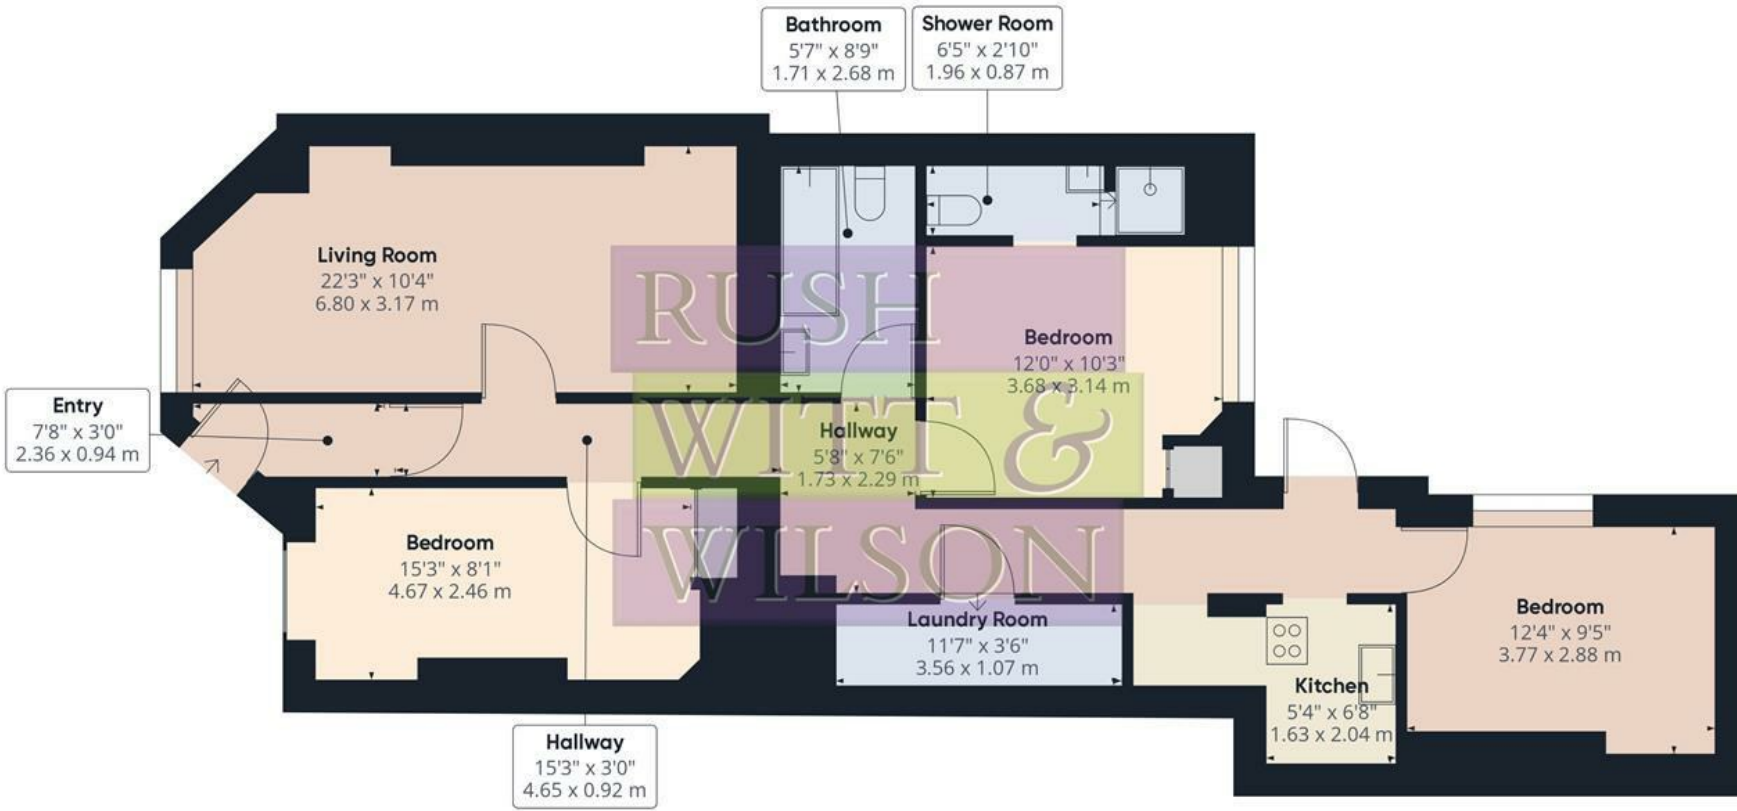 Bathroom
5'7" x 8'9"
1.71 x 2.68 m
Shower Room
6'5" x 2'10"
1.96 x 0.87 m
Living Room
22'3" x 10'4"
6.80 x 3.17 m
RUSH
WITT &
WILSON
Bedroom
12'0" x 10'3"
3.68 x 3.14 m
Entry
7'8" x 3'0"
2.36 x 0.94 m
Hallway
5'8" x 7'6"
1.73 x 2.29 m
Bedroom
15'3" x 8'1"
4.67 x 2.46 m
Laundry Room
11'7" x 3'6"
3.56 x 1.07 m
Bedroom
12'4" x 9'5"
3.77 x 2.88 m
Kitchen
5'4" x 6'8"
1.63 x 2.04 m
Hallway
15'3" x 3'0"
4.65 x 0.92 m